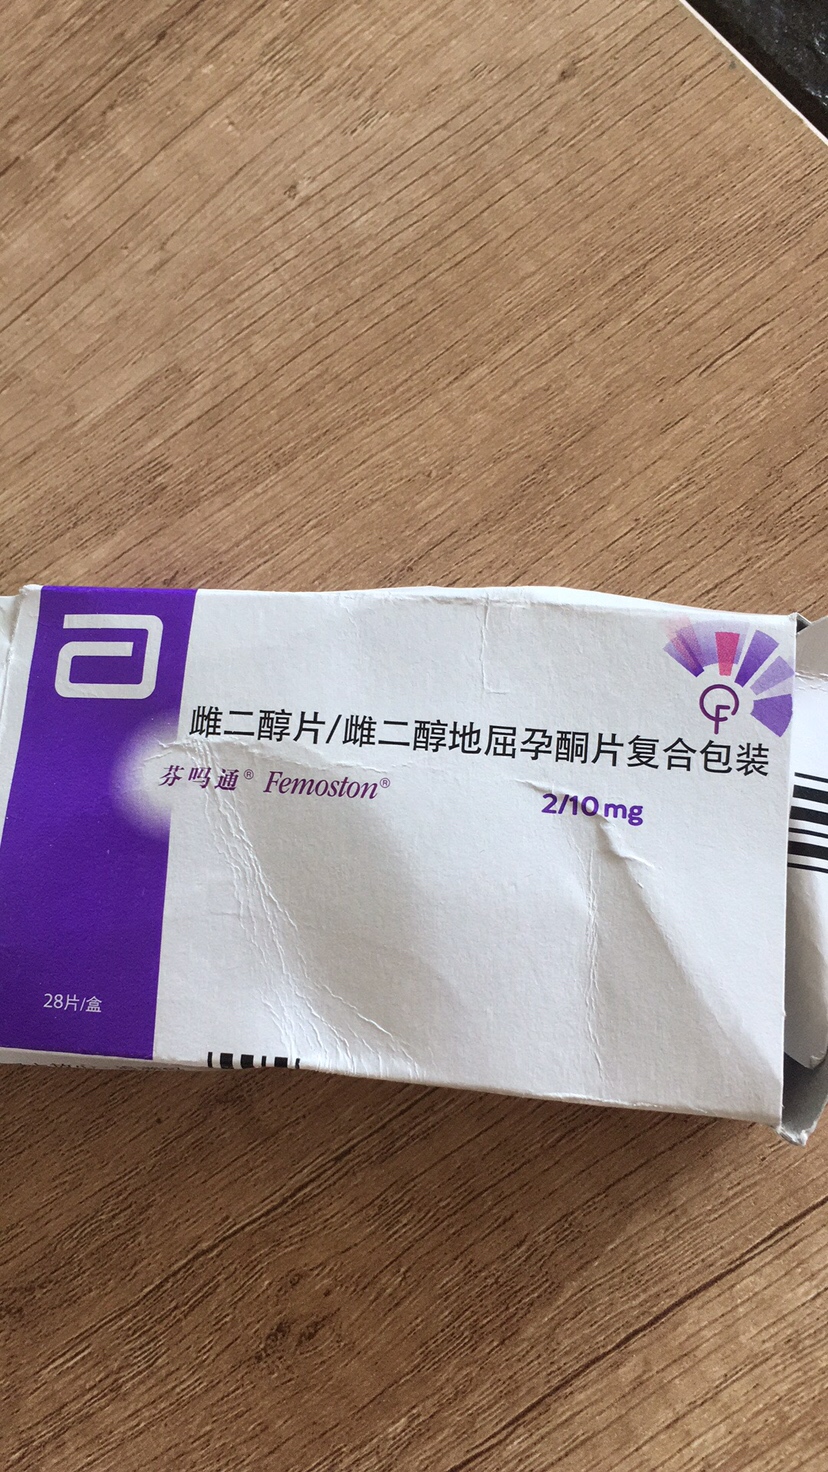 雌二醇片/雌二醇地屈孕酮片复合包装
芬吗通® Femoston®
2/10 mg
28片/盒